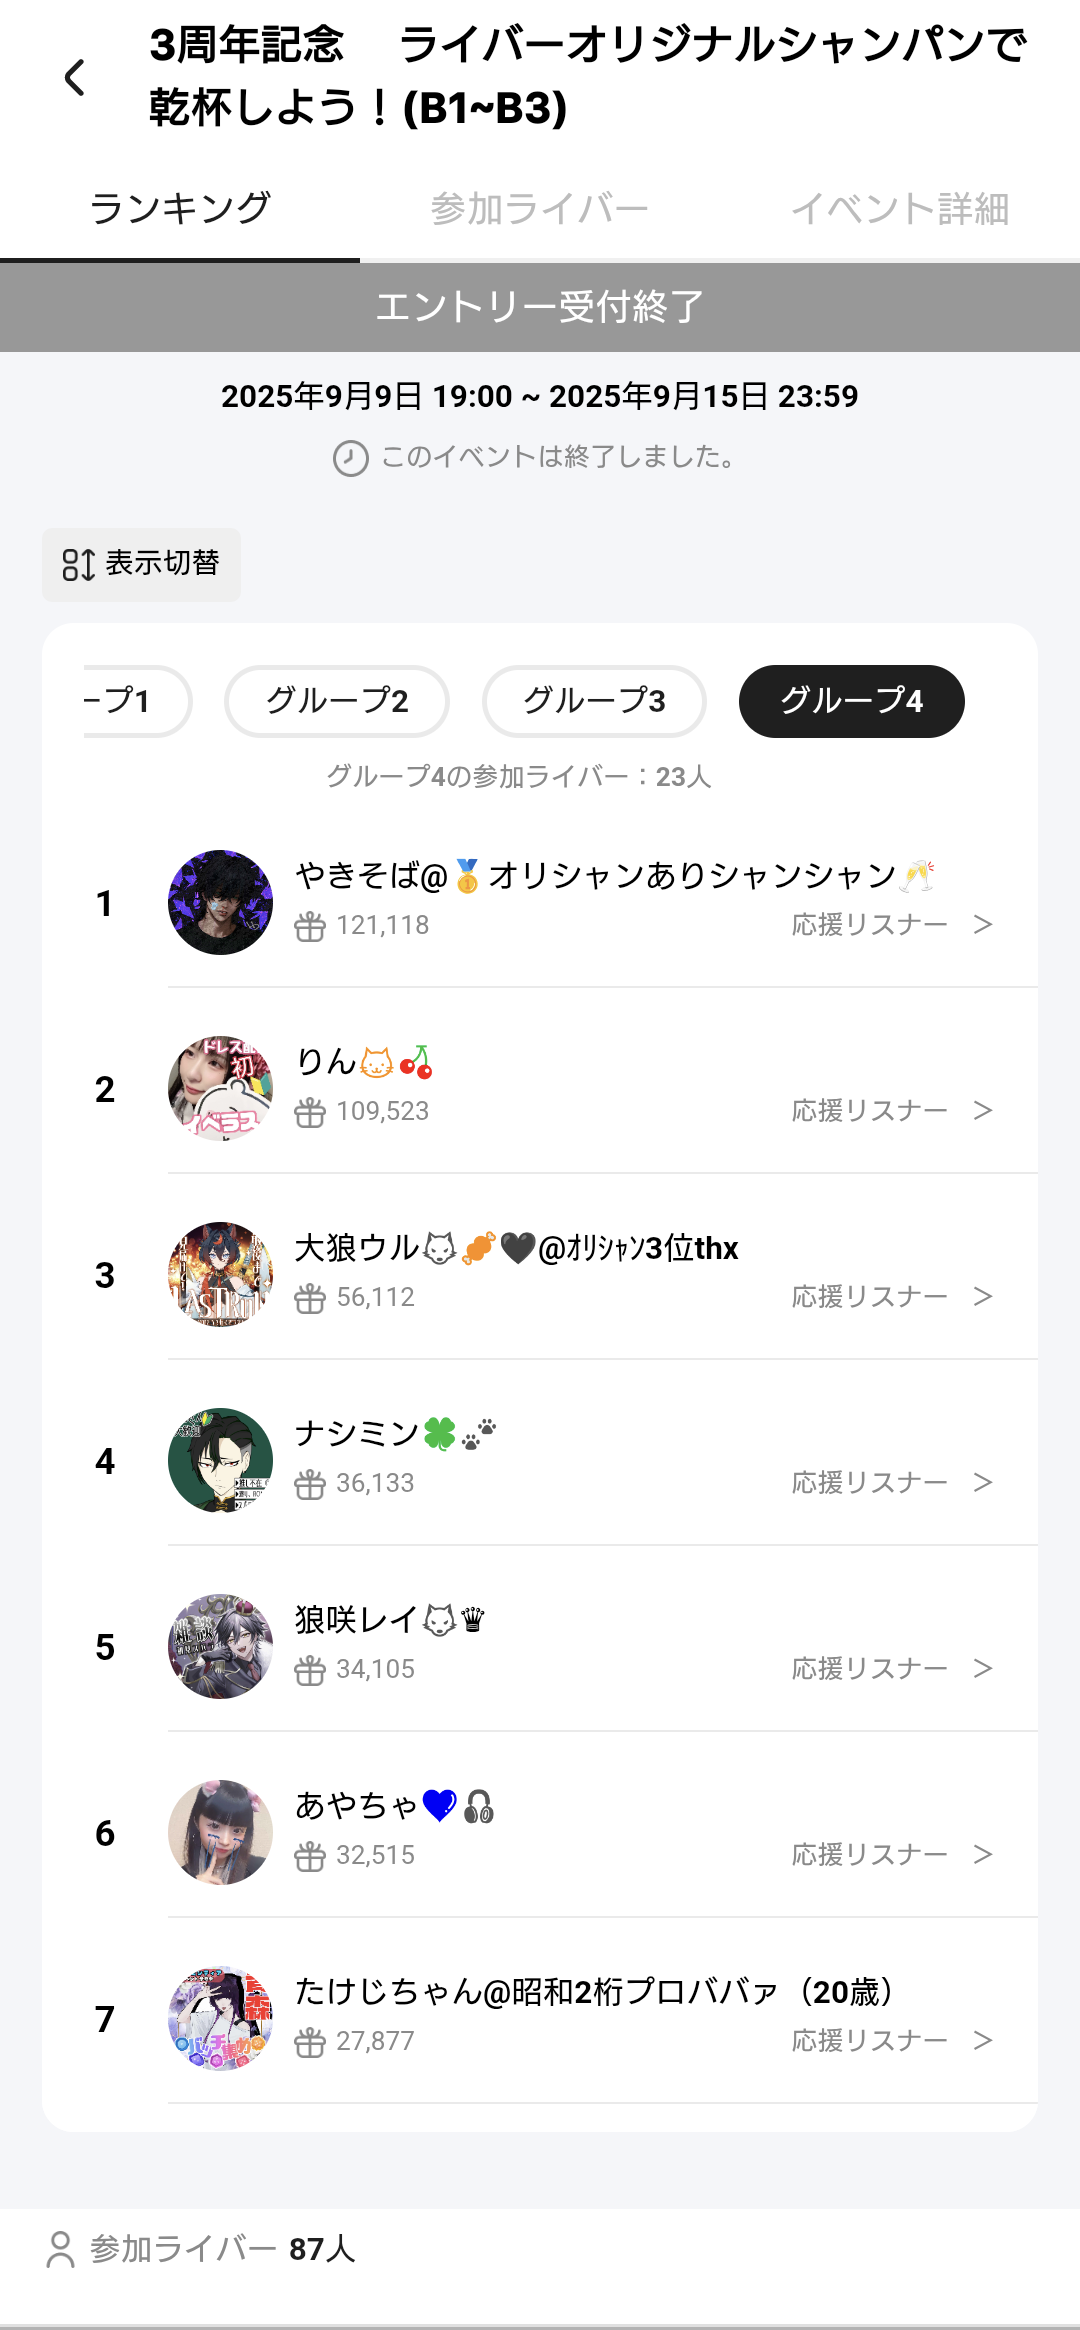 3周年記念　ライバーオリジナルシャンパンで
乾杯しよう！(B1~B3)
ランキング
参加ライバー
イベント詳細
エントリー受付終了
2025年9月9日 19:00 ~ 2025年9月15日 23:59
このイベントは終了しました。
表示切替
ープ1
グループ2
グループ3
グループ4
グループ4の参加ライバー：23人
1
やきそば@🥇オリシャンありシャンシャン🥂
121,118
応援リスナー >
2
りん🐱🍒
109,523
応援リスナー >
3
大狼ウル🐺🍬🖤@ｵﾘｼｬﾝ3位thx
56,112
応援リスナー >
4
ナシミン🍀🐾
36,133
応援リスナー >
5
狼咲レイ🐺♛
34,105
応援リスナー >
6
あやちゃ💙🎧
32,515
応援リスナー >
7
たけじちゃん@昭和2桁プロババァ（20歳）
27,877
応援リスナー >
参加ライバー 87人